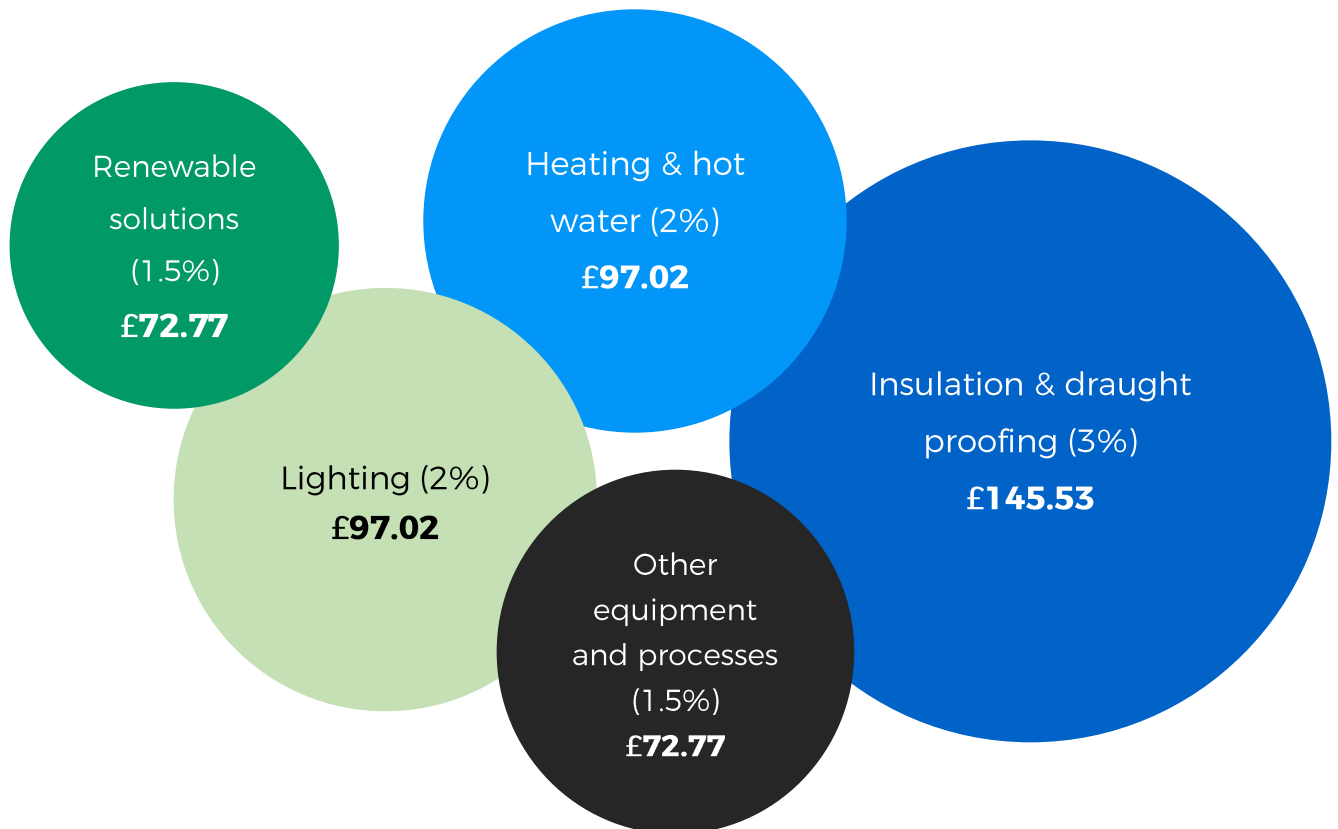 Renewable
solutions
(1.5%)
£72.77
Heating & hot
water (2%)
£97.02
Insulation & draught
proofing (3%)
£145.53
Lighting (2%)
£97.02
Other
equipment
and processes
(1.5%)
£72.77